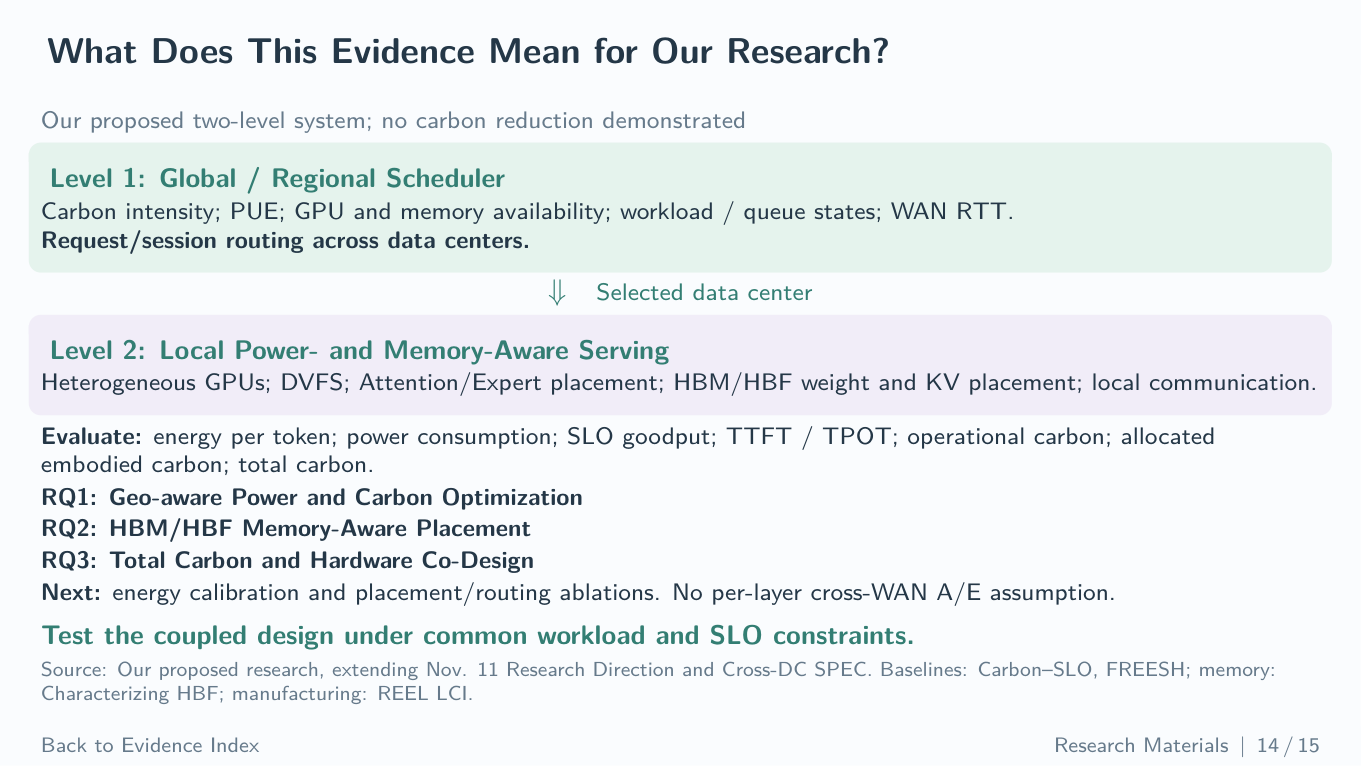 What Does This Evidence Mean for Our Research?
Our proposed two-level system; no carbon reduction demonstrated
Level 1: Global / Regional Scheduler
Carbon intensity; PUE; GPU and memory availability; workload / queue states; WAN RTT.
Request/session routing across data centers.
⇓ Selected data center
Level 2: Local Power- and Memory-Aware Serving
Heterogeneous GPUs; DVFS; Attention/Expert placement; HBM/HBF weight and KV placement; local communication.
Evaluate: energy per token; power consumption; SLO goodput; TTFT / TPOT; operational carbon; allocated
embodied carbon; total carbon.
RQ1: Geo-aware Power and Carbon Optimization
RQ2: HBM/HBF Memory-Aware Placement
RQ3: Total Carbon and Hardware Co-Design
Next: energy calibration and placement/routing ablations. No per-layer cross-WAN A/E assumption.
Test the coupled design under common workload and SLO constraints.
Source: Our proposed research, extending Nov. 11 Research Direction and Cross-DC SPEC. Baselines: Carbon–SLO, FREESH; memory:
Characterizing HBF; manufacturing: REEL LCI.
Back to Evidence Index
Research Materials | 14 / 15